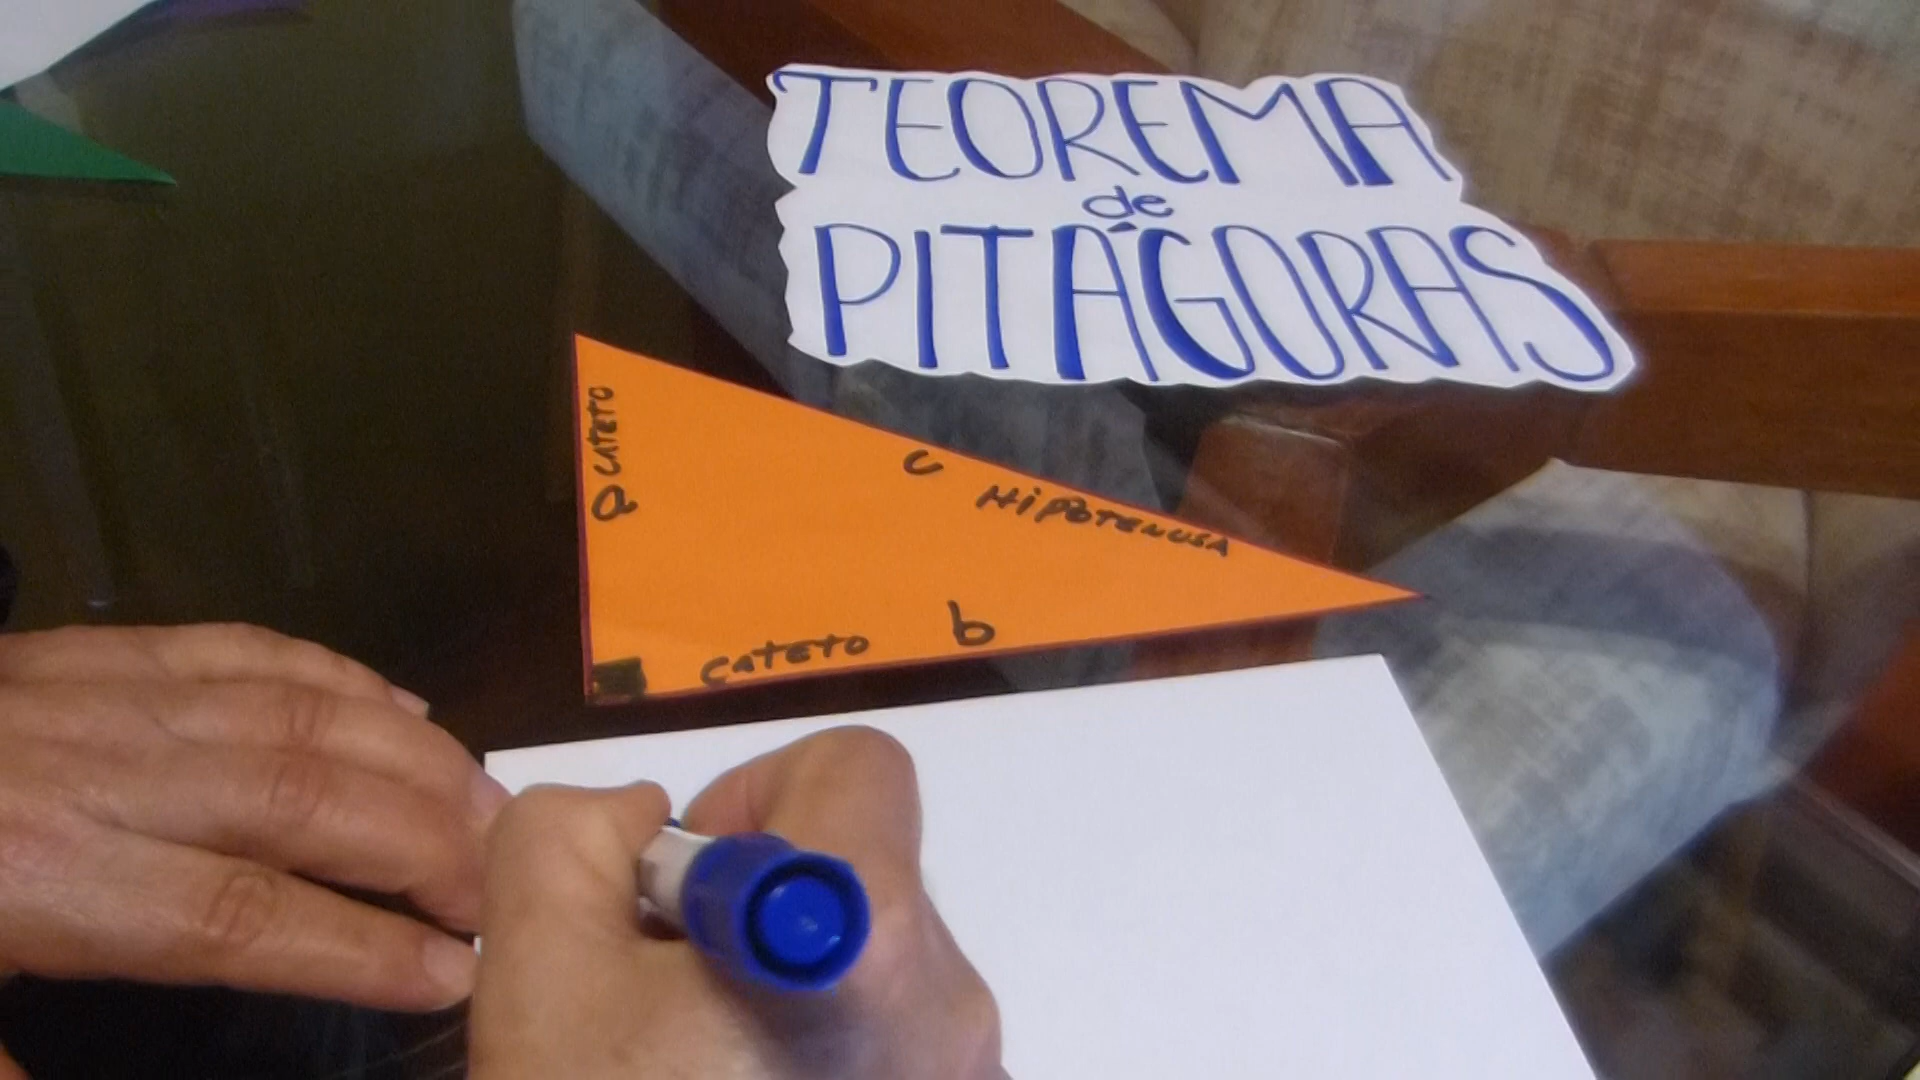 TEOREMA
de
PITÁGORAS
a CATETO
c
HIPOTENUSA
CATETO b